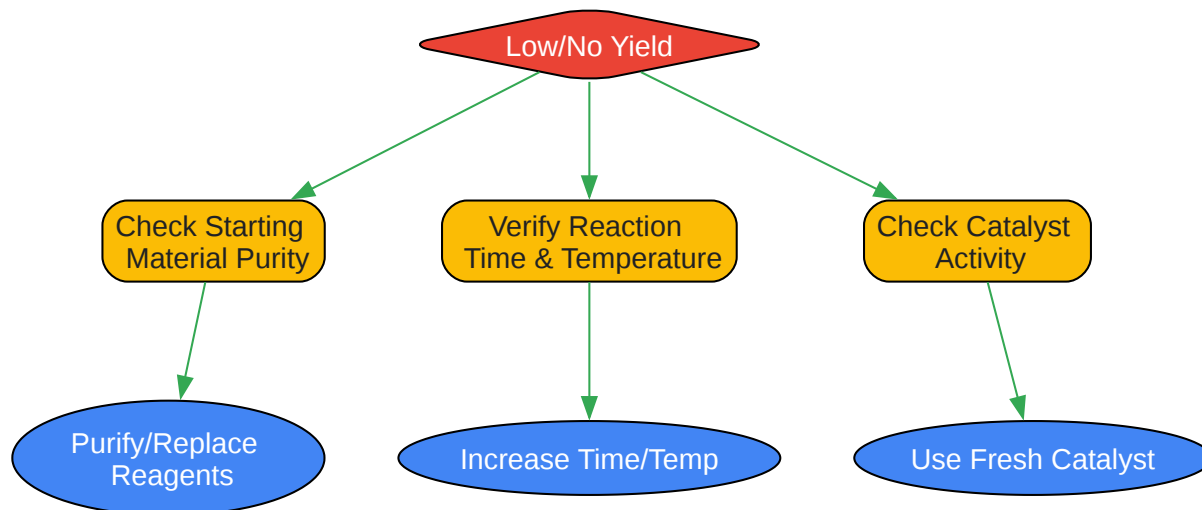 Low/No Yield
Check Starting
Material Purity
Verify Reaction
Time & Temperature
Check Catalyst
Activity
Purify/Replace
Reagents
Increase Time/Temp
Use Fresh Catalyst